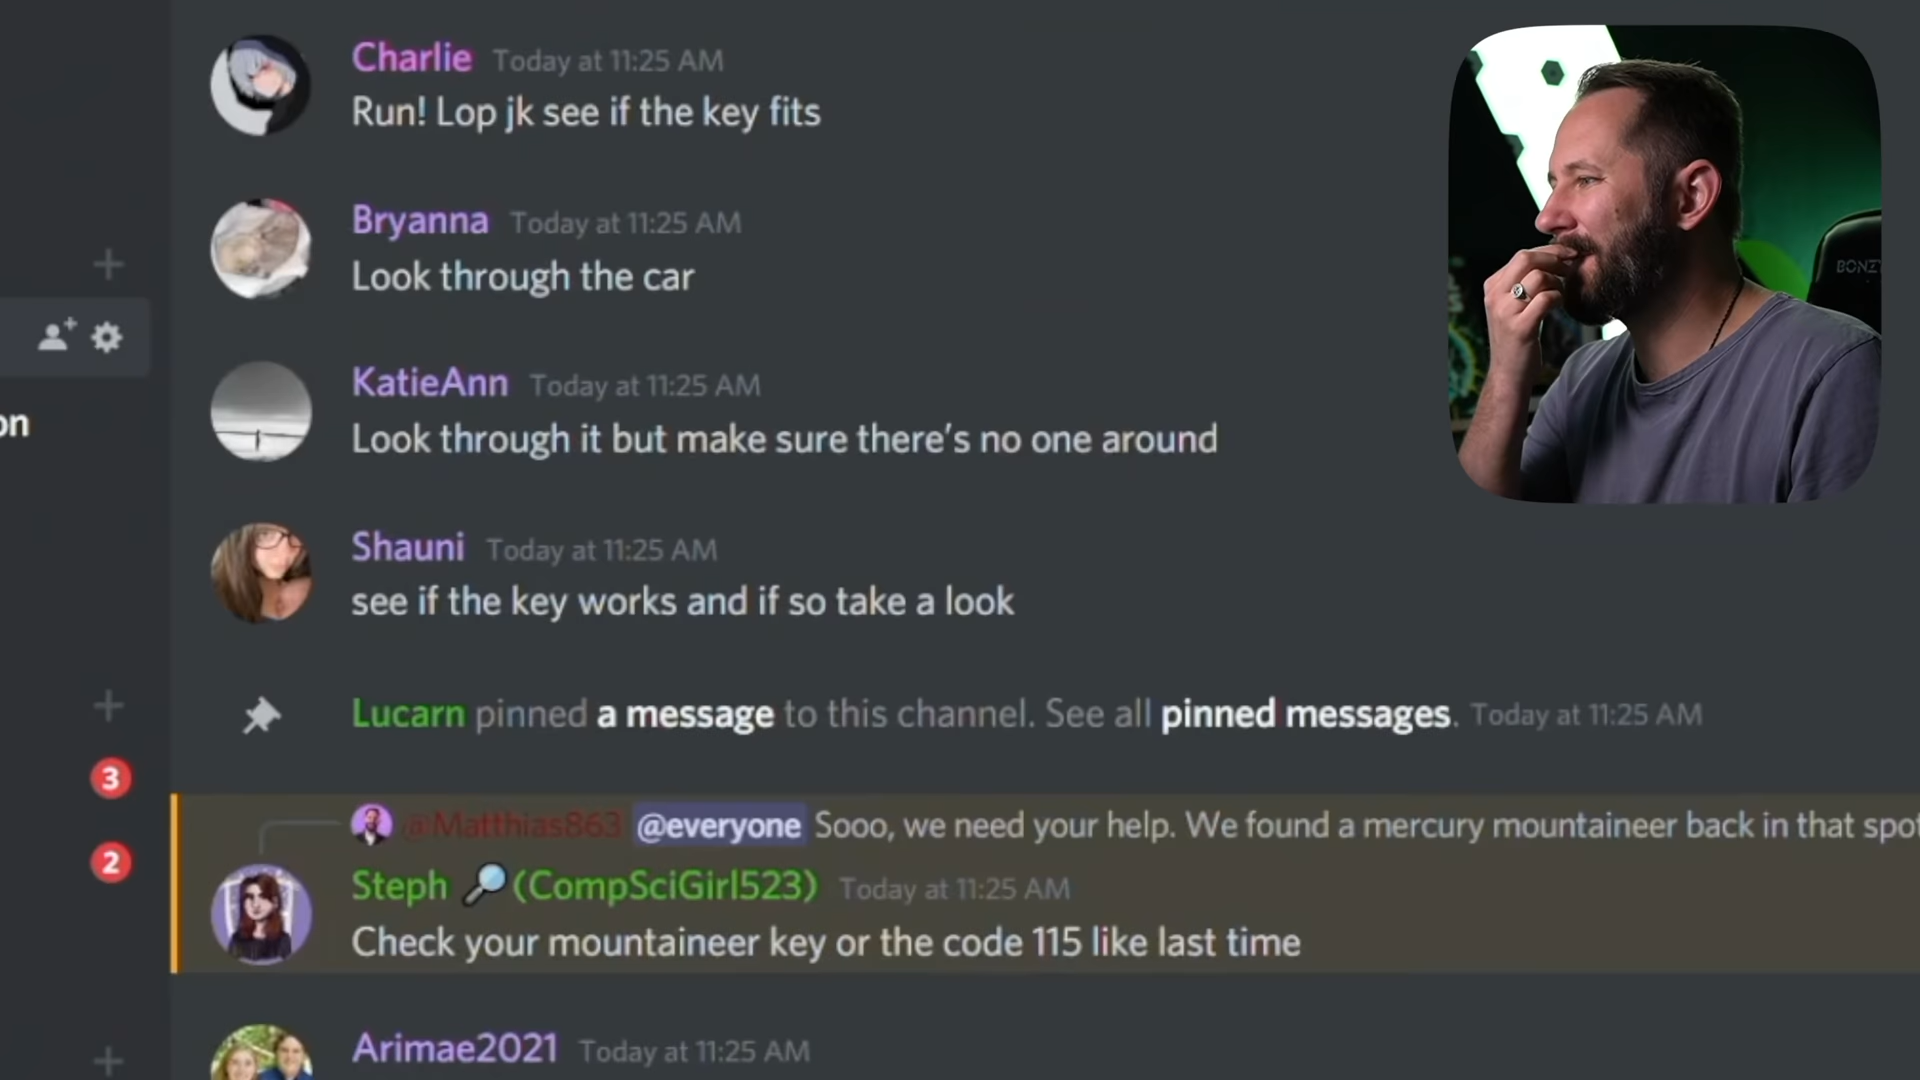 Charlie Today at 11:25 AM
Run! Lop jk see if the key fits
Bryanna Today at 11:25 AM
Look through the car
KatieAnn Today at 11:25 AM
Look through it but make sure there's no one around
on
Shauni Today at 11:25 AM
see if the key works and if so take a look
Lucarn pinned a message to this channel. See all pinned messages. Today at 11:25 AM
3
@Matthias863 @everyone Sooo, we need your help. We found a mercury mountaineer back in that spot
2
Steph 🔎 (CompSciGirl523) Today at 11:25 AM
Check your mountaineer key or the code 115 like last time
Arimae2021 Today at 11:25 AM